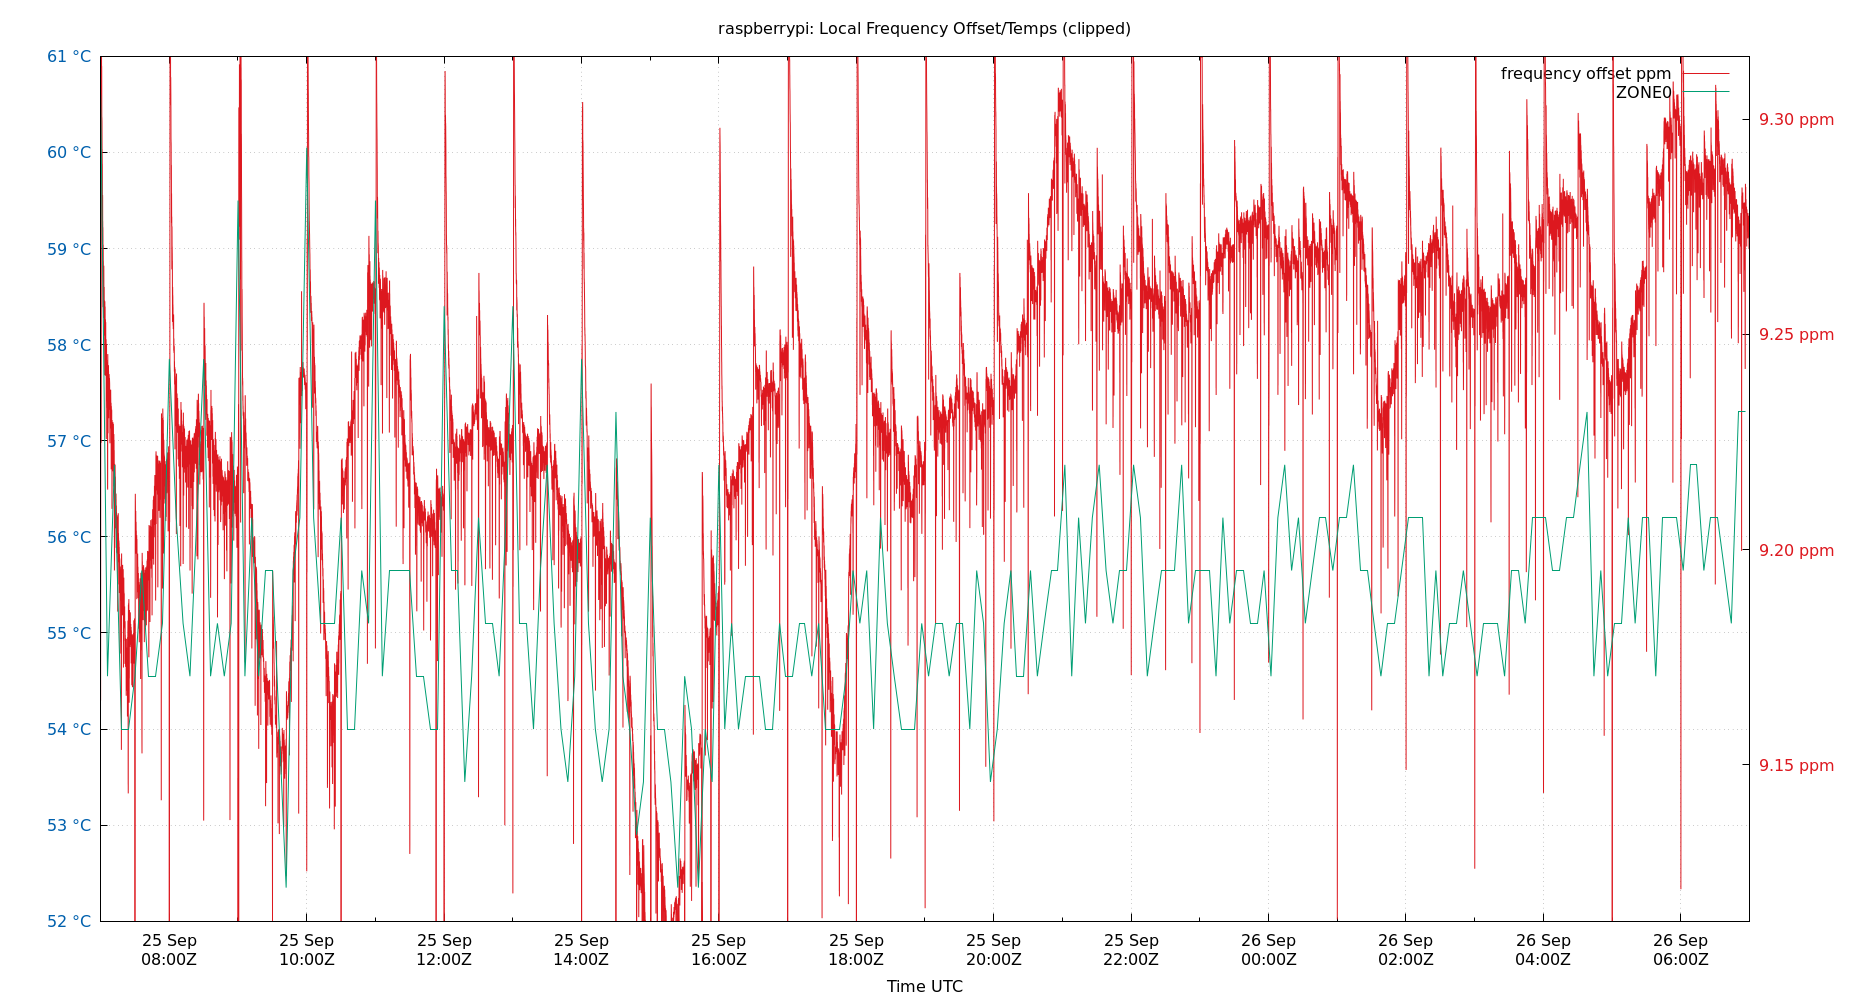 raspberrypi: Local Frequency Offset/Temps (clipped)
61 °C
60 °C
59 °C
58 °C
57 °C
56 °C
55 °C
54 °C
53 °C
52 °C
frequency offset ppm
ZONE0
9.30 ppm
9.25 ppm
9.20 ppm
9.15 ppm
25 Sep 25 Sep 25 Sep 25 Sep 25 Sep 25 Sep 25 Sep 25 Sep 26 Sep 26 Sep 26 Sep 26 Sep
08:00Z 10:00Z 12:00Z 14:00Z 16:00Z 18:00Z 20:00Z 22:00Z 00:00Z 02:00Z 04:00Z 06:00Z
Time UTC